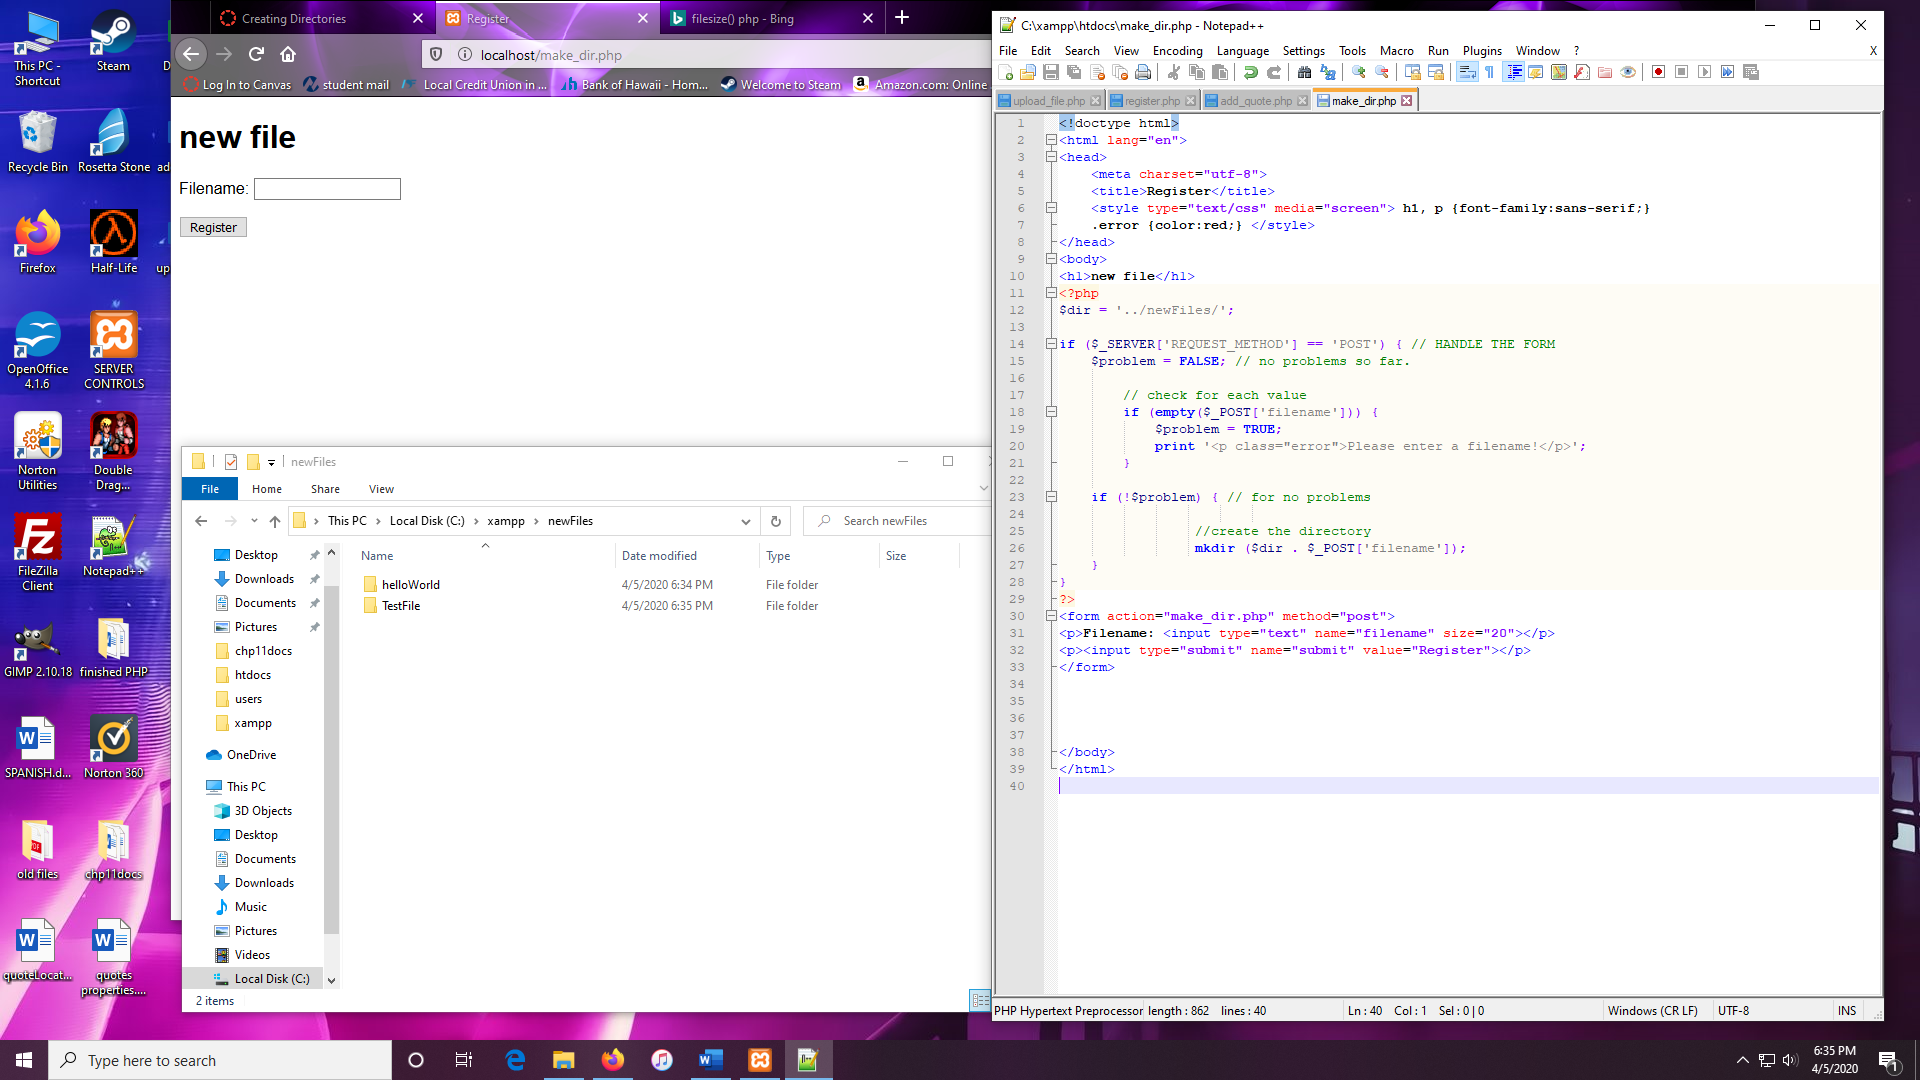 This PC - Shortcut
Steam
Recycle Bin
Rosetta Stone
ad
Firefox
Half-Life
up
OpenOffice 4.1.6
SERVER CONTROLS
Norton Utilities
Double Drag...
FileZilla Client
Notepad++
GIMP 2.10.18
finished PHP
SPANISH.d...
Norton 360
old files
chp11docs
quoteLocat...
quotes properties....
Creating Directories
Register
filesize() php - Bing
localhost/make_dir.php
Log In to Canvas
student mail
Local Credit Union in ...
Bank of Hawaii - Hom...
Welcome to Steam
Amazon.com: Online
new file
Filename:
Register
newFiles
File
Home
Share
View
This PC
Local Disk (C:)
xampp
newFiles
Search newFiles
Name
Date modified
Type
Size
helloWorld 4/5/2020 6:34 PM File folder
TestFile 4/5/2020 6:35 PM File folder
Desktop
Downloads
Documents
Pictures
chp11docs
htdocs
users
xampp
OneDrive
This PC
3D Objects
Desktop
Documents
Downloads
Music
Pictures
Videos
Local Disk (C:)
2 items
C:\xampp\htdocs\make_dir.php - Notepad++
File Edit Search View Encoding Language Settings Tools Macro Run Plugins Window ? X
upload_file.php register.php add_quote.php make_dir.php
1 <!doctype html>
2 <html lang="en">
3 <head>
4 <meta charset="utf-8">
5 <title>Register</title>
6 <style type="text/css" media="screen"> h1, p {font-family:sans-serif;}
7 .error {color:red;} </style>
8 </head>
9 <body>
10 <h1>new file</h1>
11 <?php
12 $dir = '../newFiles/';
13
14 if ($_SERVER['REQUEST_METHOD'] == 'POST') { // HANDLE THE FORM
15 $problem = FALSE; // no problems so far.
16
17 // check for each value
18 if (empty($_POST['filename'])) {
19 $problem = TRUE;
20 print '<p class="error">Please enter a filename!</p>';
21 }
22
23 if (!$problem) { // for no problems
24
25 //create the directory
26 mkdir ($dir . $_POST['filename']);
27 }
28 }
29 ?>
30 <form action="make_dir.php" method="post">
31 <p>Filename: <input type="text" name="filename" size="20"></p>
32 <p><input type="submit" name="submit" value="Register"></p>
33 </form>
34
35
36
37
38 </body>
39 </html>
40
PHP Hypertext Preprocessor length : 862 lines : 40 Ln : 40 Col : 1 Sel : 0 | 0 Windows (CR LF) UTF-8 INS
Type here to search
6:35 PM
4/5/2020
1